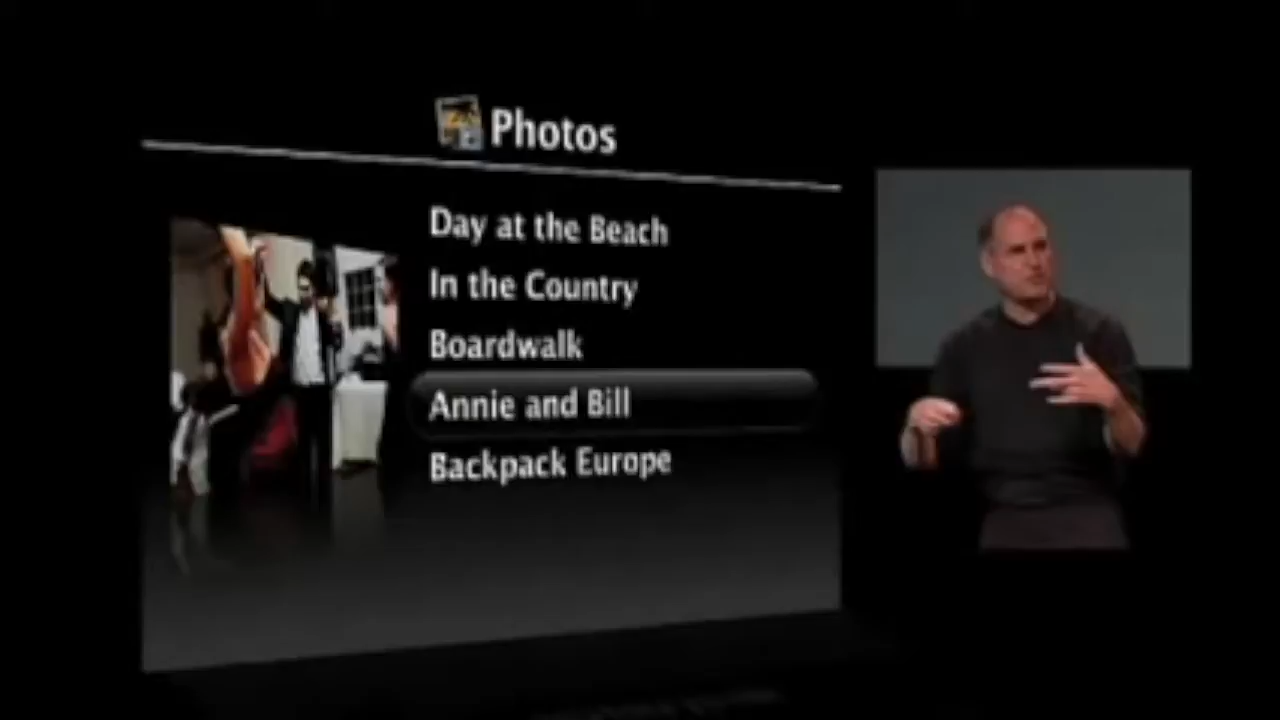 Photos
Day at the Beach
In the Country
Boardwalk
Annie and Bill
Backpack Europe